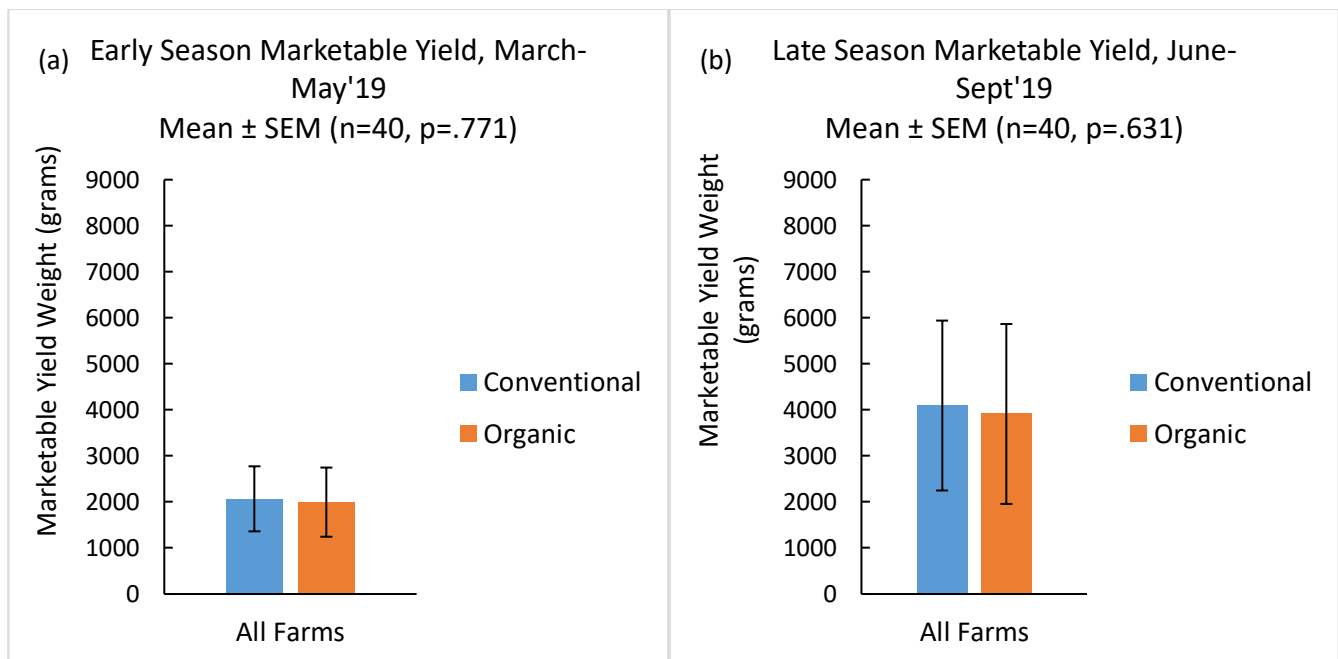 (a) Early Season Marketable Yield, March-
May'19
Mean ± SEM (n=40, p=.771)
Marketable Yield Weight (grams)
9000
8000
7000
6000
5000
4000
3000
2000
1000
0
All Farms
Conventional
Organic
(b) Late Season Marketable Yield, June-
Sept'19
Mean ± SEM (n=40, p=.631)
Marketable Yield Weight
(grams)
9000
8000
7000
6000
5000
4000
3000
2000
1000
0
All Farms
Conventional
Organic